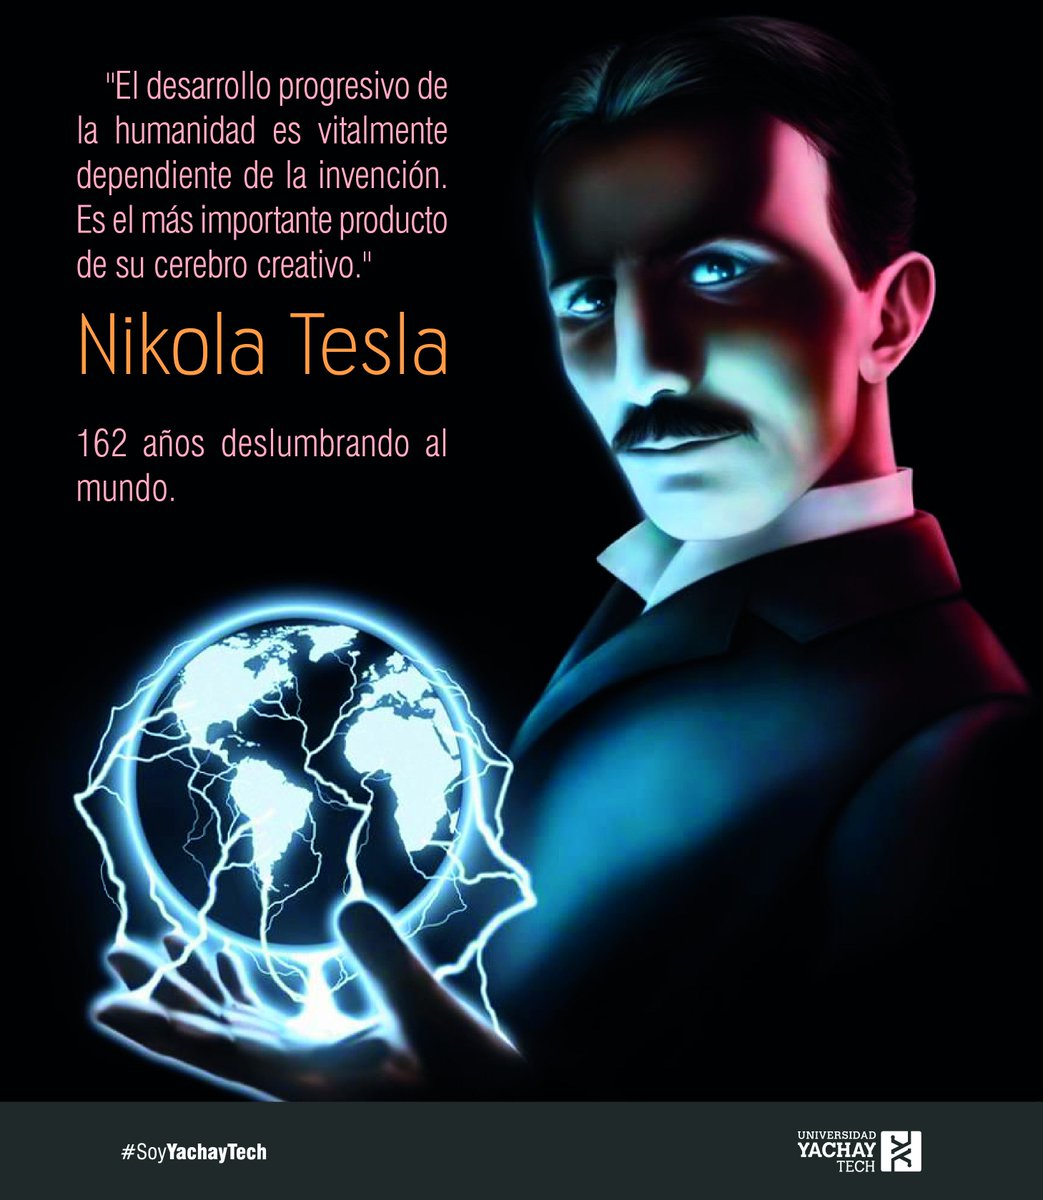 "El desarrollo progresivo de
la humanidad es vitalmente
dependiente de la invención.
Es el más importante producto
de su cerebro creativo."
Nikola Tesla
162 años deslumbrando al
mundo.
#SoyYachayTech
UNIVERSIDAD
YACHAY
TECH